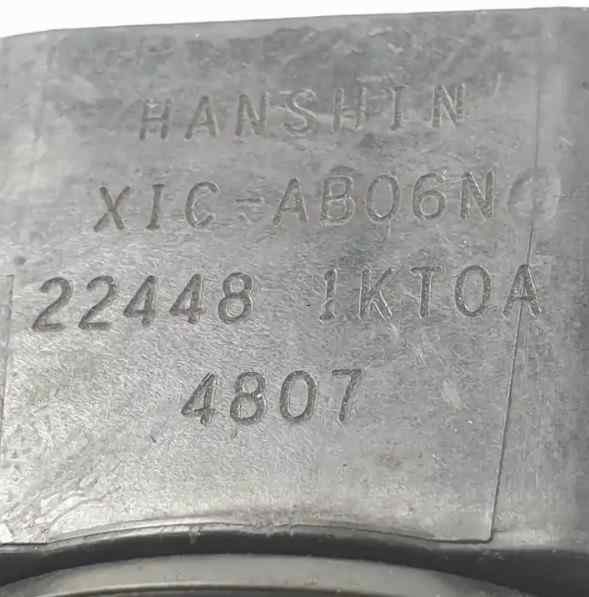 HANSHIN
XIC-AB06N
22448 1KT0A
4807